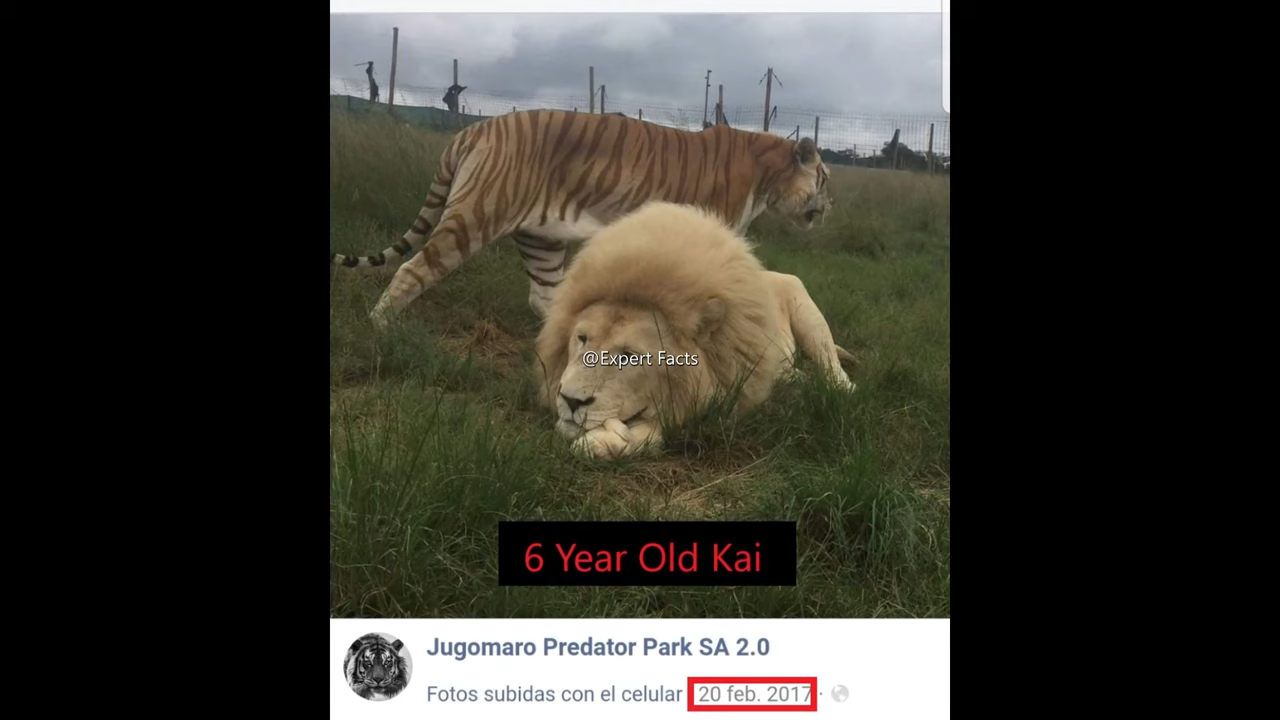 @Expert Facts
6 Year Old Kai
Jugomaro Predator Park SA 2.0
Fotos subidas con el celular 20 feb. 2017 ·